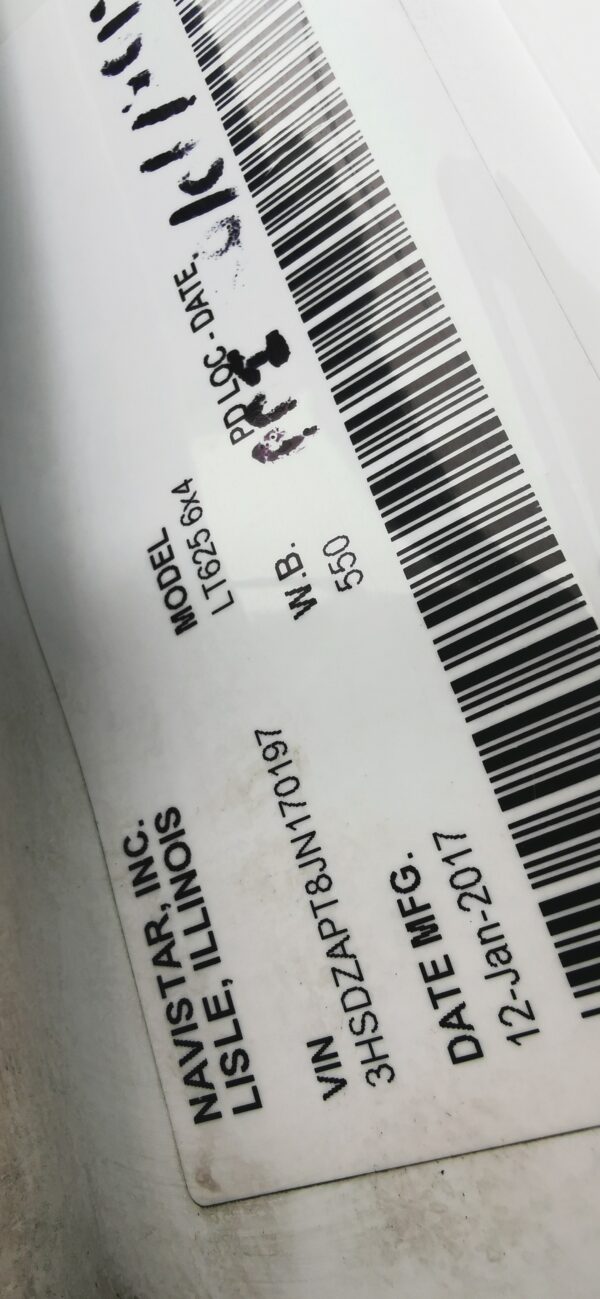 NAVISTAR, INC.
LISLE, ILLINOIS
MODEL
LT625 6x4
PD LOC - DATE.
VIN
3HSDZAPT8JN170197
W.B.
550
DATE MFG.
12-Jan-2017